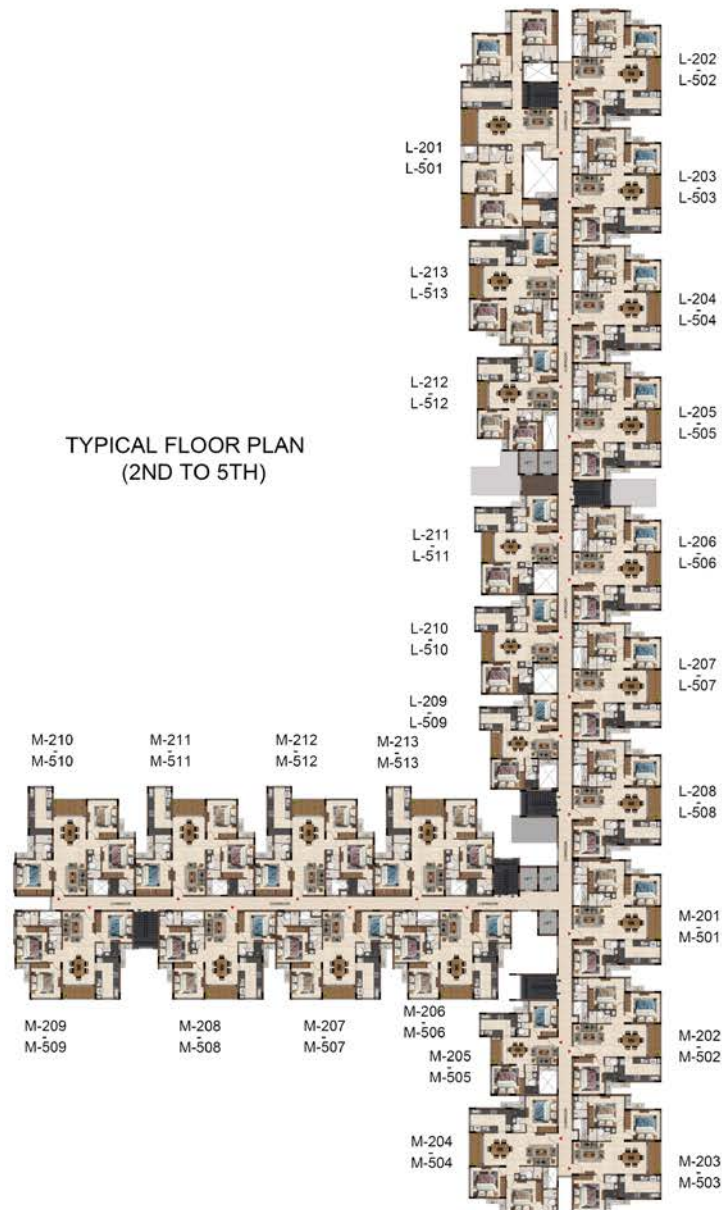 L-202
-
L-502
L-201
-
L-501
L-203
-
L-503
L-213
-
L-513
L-204
-
L-504
L-212
-
L-512
L-205
-
L-505
TYPICAL FLOOR PLAN
(2ND TO 5TH)
L-211
-
L-511
L-206
-
L-506
L-210
-
L-510
L-207
-
L-507
L-209
-
L-509
M-210
-
M-510
M-211
-
M-511
M-212
-
M-512
M-213
-
M-513
L-208
-
L-508
M-201
-
M-501
M-209
-
M-509
M-208
-
M-508
M-207
-
M-507
M-206
-
M-506
M-202
-
M-502
M-205
-
M-505
M-204
-
M-504
M-203
-
M-503